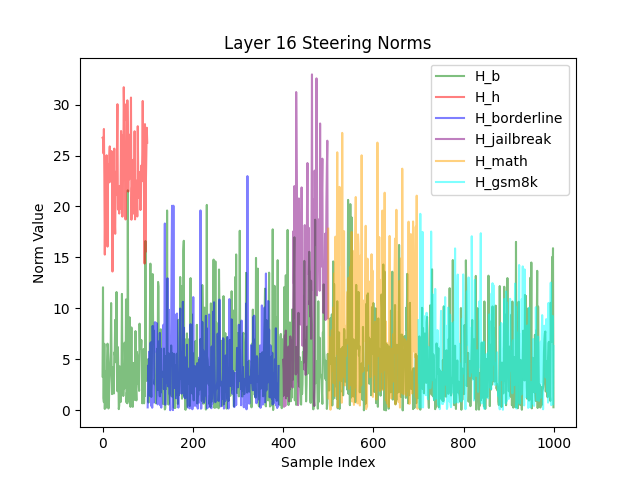 Layer 16 Steering Norms
H_b
H_h
H_borderline
H_jailbreak
H_math
H_gsm8k
Norm Value
30
25
20
15
10
5
0
0 200 400 600 800 1000
Sample Index